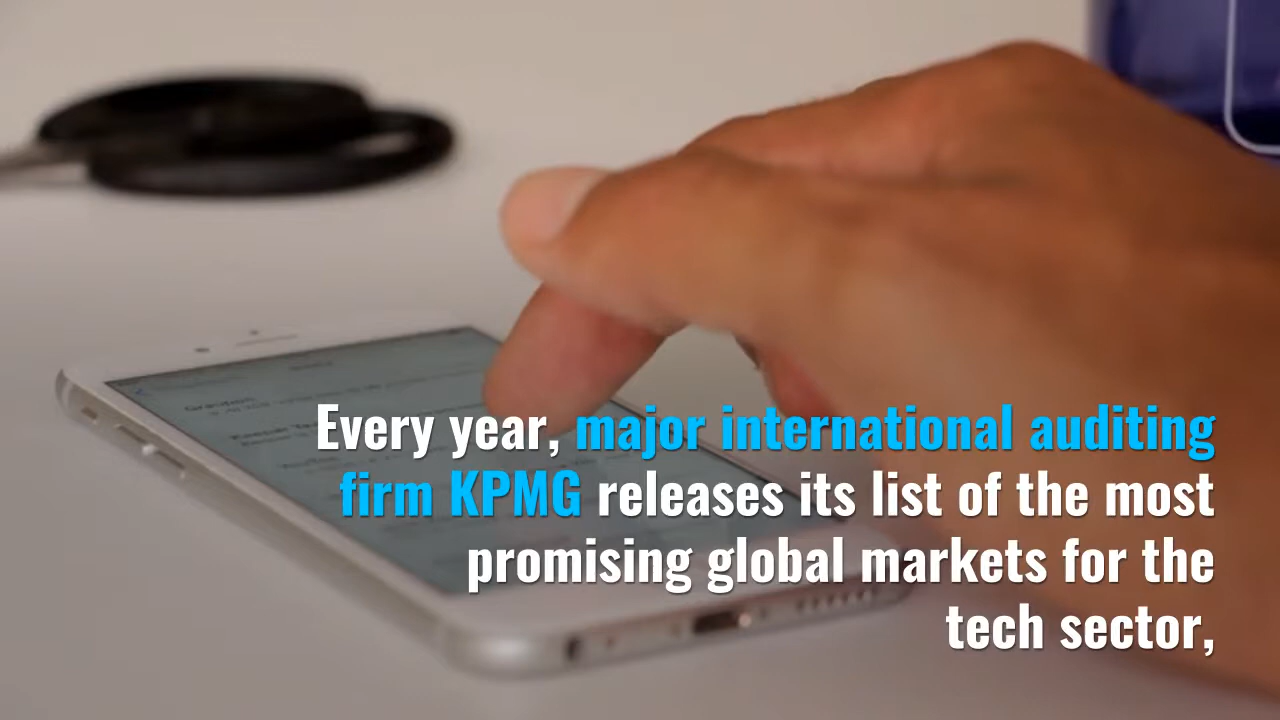 Every year, major international auditing
firm KPMG releases its list of the most
promising global markets for the
tech sector,